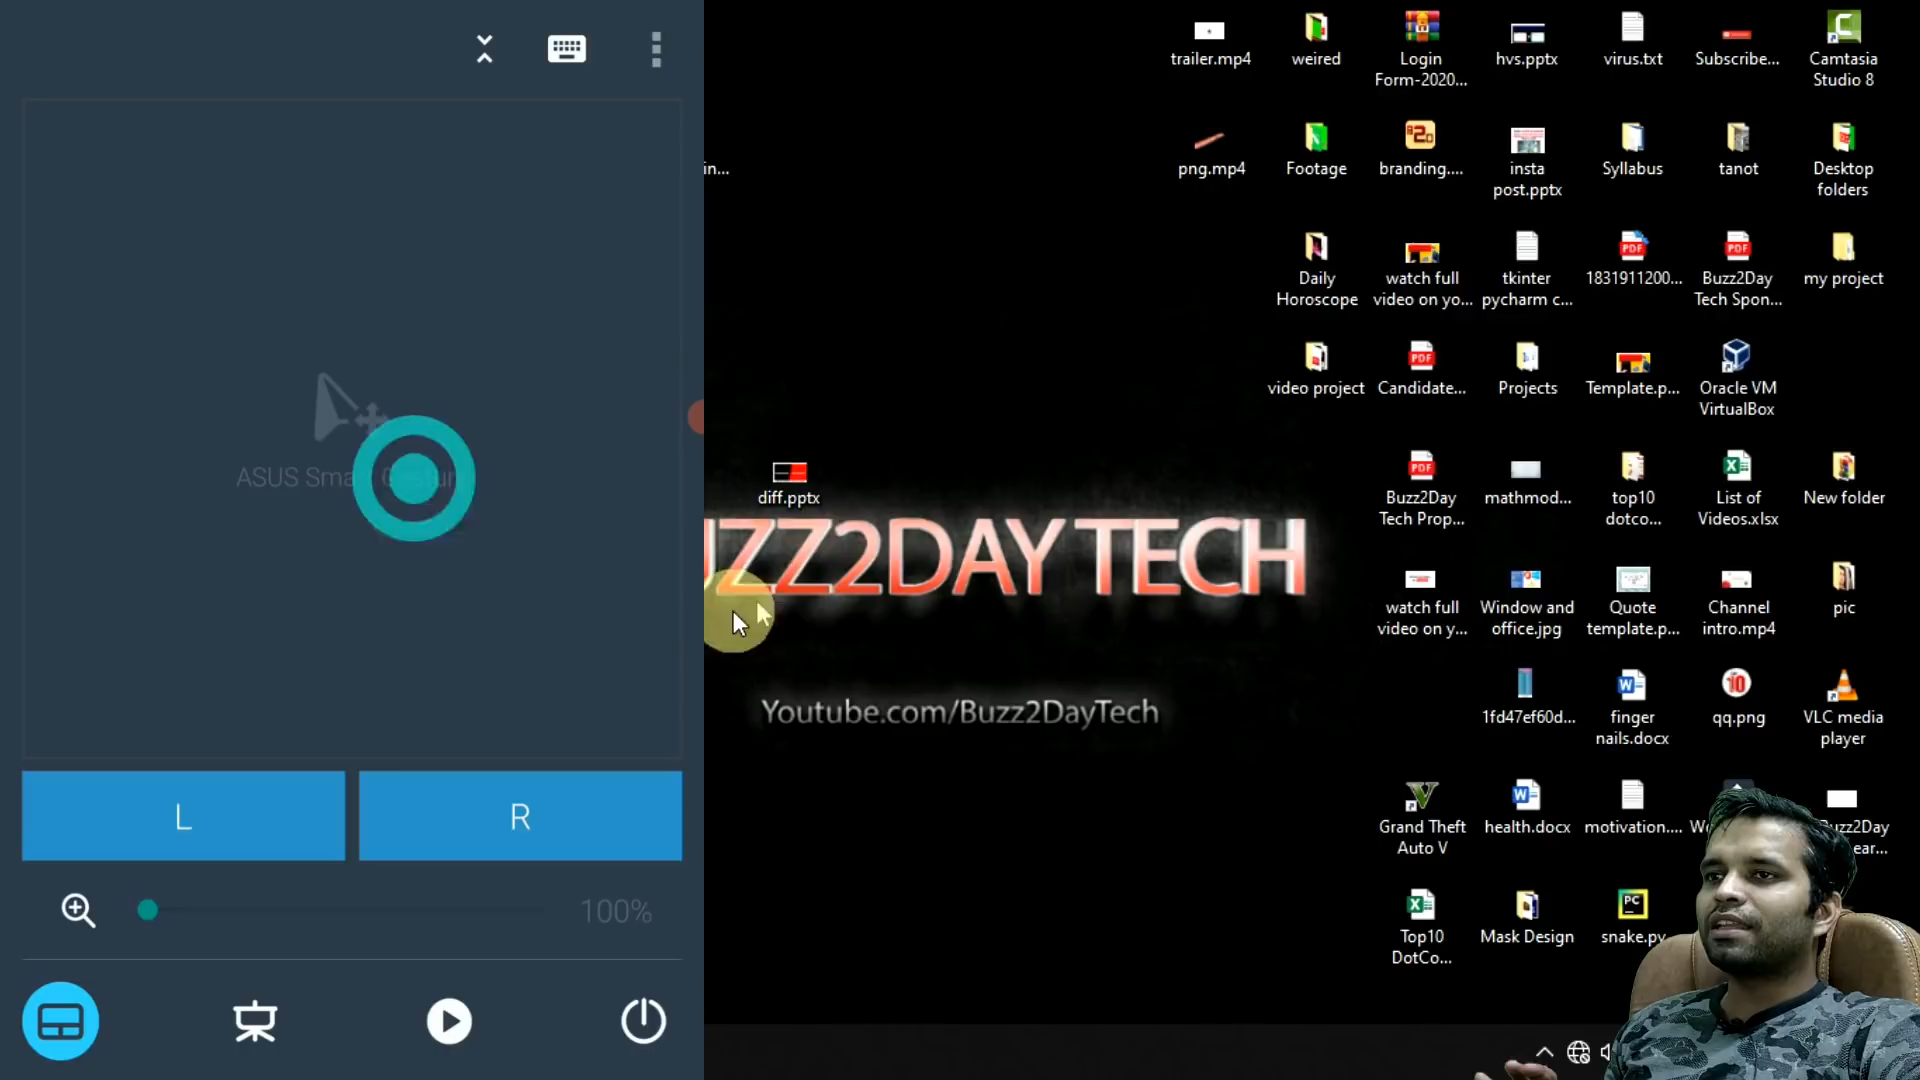 ASUS Sma
L
R
100%
in...
diff.pptx
UZZ2DAY TECH
Youtube.com/Buzz2DayTech
trailer.mp4
weired
Login
Form-2020...
hvs.pptx
virus.txt
Subscribe...
Camtasia
Studio 8
png.mp4
Footage
branding....
insta
post.pptx
Syllabus
tanot
Desktop
folders
Daily
Horoscope
watch full
video on yo...
tkinter
pycharm c...
1831911200...
Buzz2Day
Tech Spon...
my project
video project
Candidate...
Projects
Template.p...
Oracle VM
VirtualBox
Buzz2Day
Tech Prop...
mathmod...
top10
dotco...
List of
Videos.xlsx
New folder
watch full
video on y...
Window and
office.jpg
Quote
template.p...
Channel
intro.mp4
pic
1fd47ef60d...
finger
nails.docx
qq.png
VLC media
player
Grand Theft
Auto V
health.docx
motivation....
Buzz2Day
ear...
Top10
DotCo...
Mask Design
snake.py